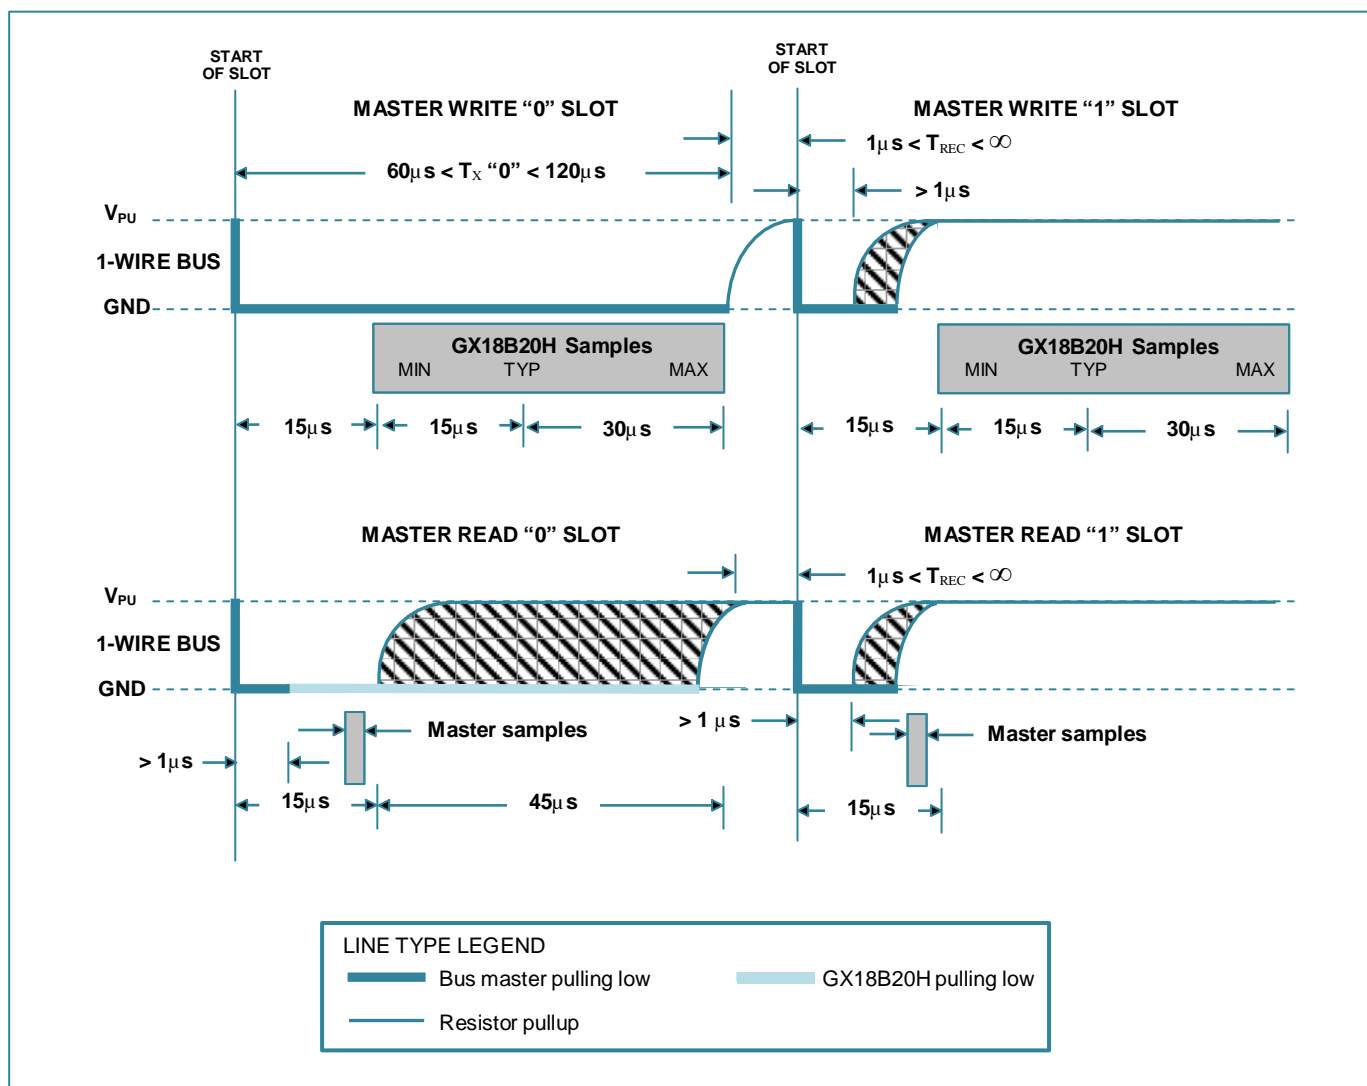 START
OF SLOT
START
OF SLOT
MASTER WRITE “0” SLOT
MASTER WRITE “1” SLOT
1μs < TREC < ∞
60μs < TX “0” < 120μs
> 1μs
VPU
1-WIRE BUS
GND
GX18B20H Samples
MIN TYP MAX
GX18B20H Samples
MIN TYP MAX
15μs 15μs 30μs
15μs 15μs 30μs
MASTER READ “0” SLOT
MASTER READ “1” SLOT
1μs < TREC < ∞
VPU
1-WIRE BUS
GND
> 1μs
Master samples
> 1 μs
Master samples
15μs 45μs
15μs
LINE TYPE LEGEND
Bus master pulling low
GX18B20H pulling low
Resistor pullup